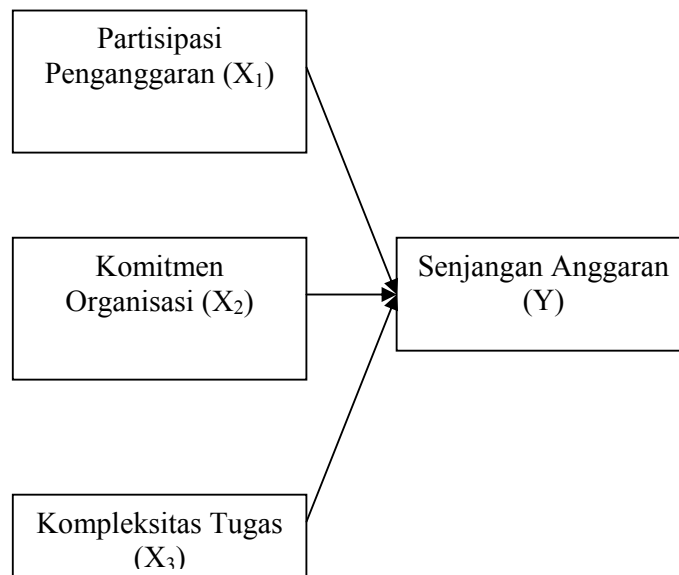 Partisipasi
Penganggaran (X₁)
Komitmen
Organisasi (X₂)
Senjangan Anggaran
(Y)
Kompleksitas Tugas
(X₃)